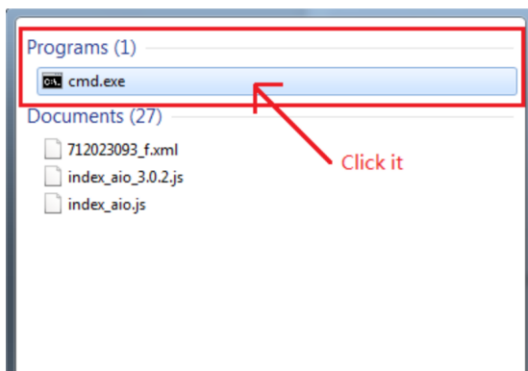 Programs (1)
cmd.exe
Documents (27)
712023093_f.xml
Click it
index_aio_3.0.2.js
index_aio.js